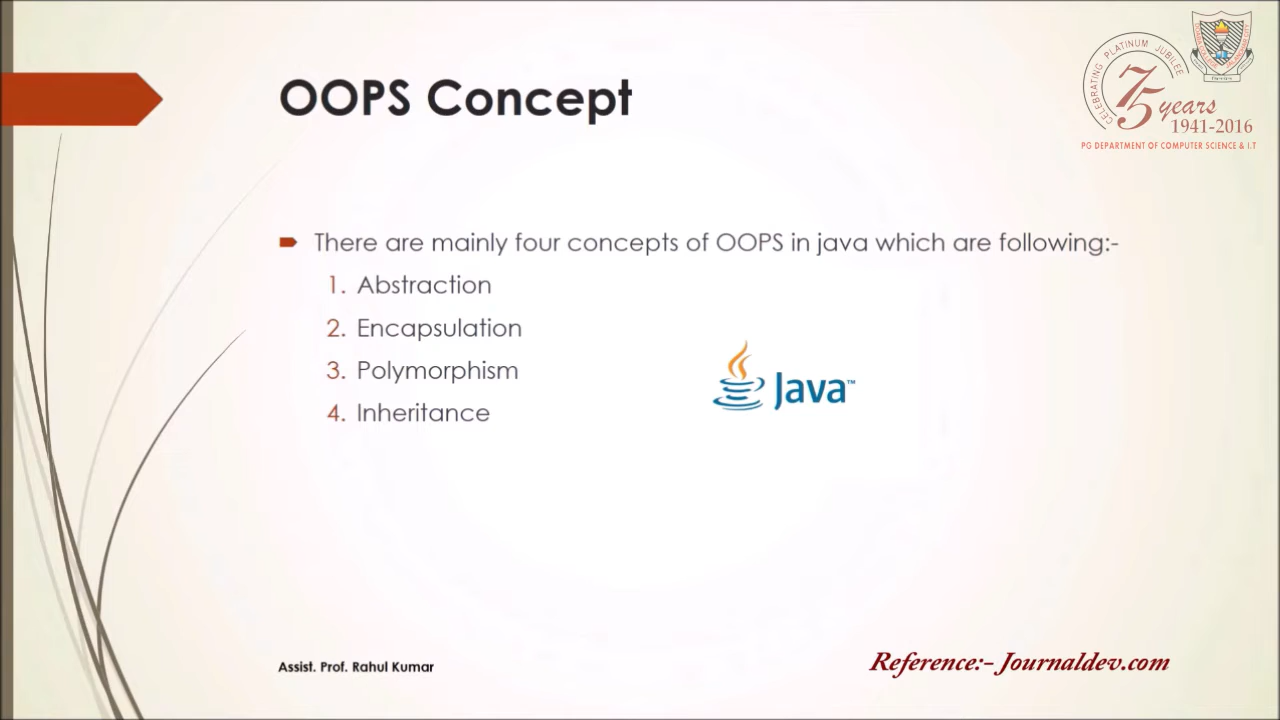 OOPS Concept
CELEBRATING PLATINUM JUBILEE
75 years
1941-2016
PG DEPARTMENT OF COMPUTER SCIENCE & I.T
There are mainly four concepts of OOPS in java which are following:-
1. Abstraction
2. Encapsulation
3. Polymorphism
4. Inheritance
Java™
Assist. Prof. Rahul Kumar
Reference:- Journaldev.com